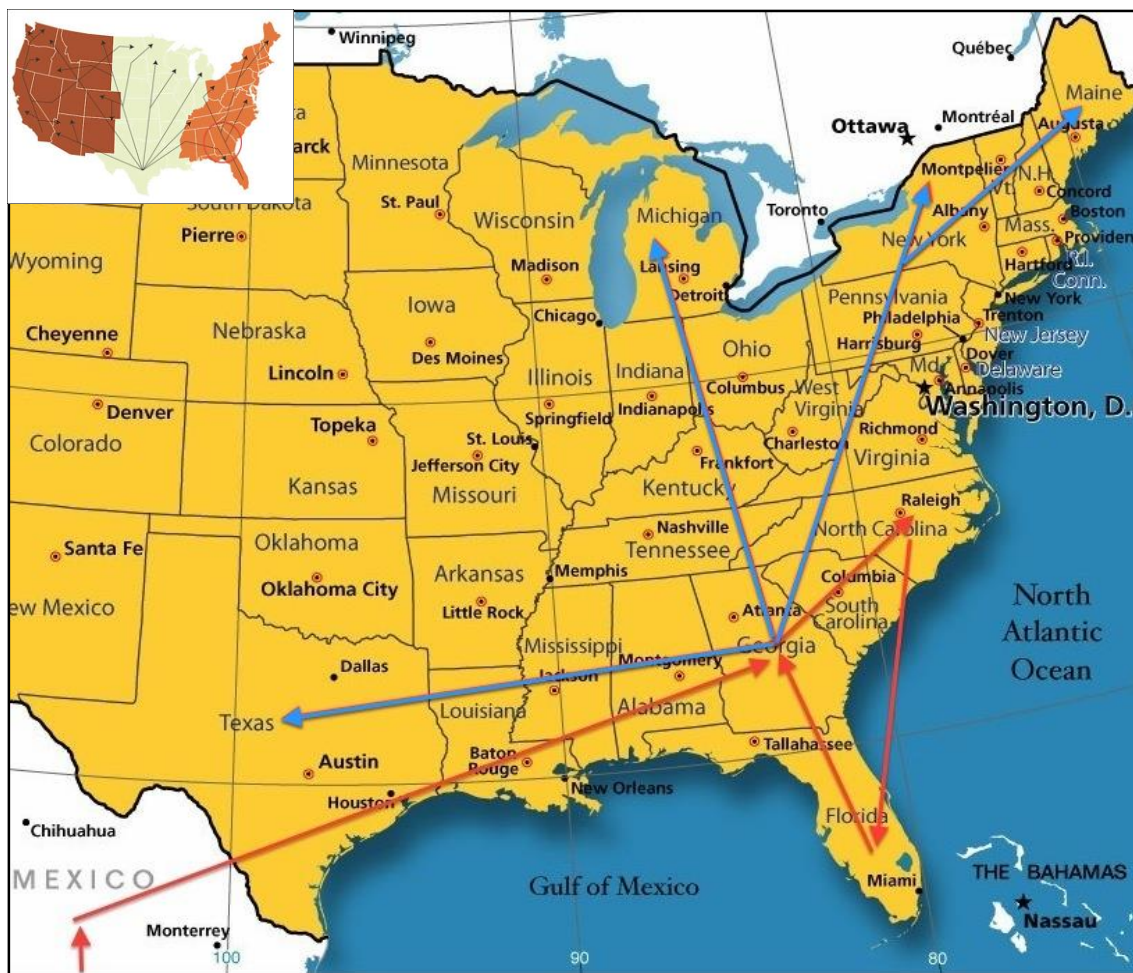 Winnipeg
Québec
Maine
Montréal
Ottawa
Augusta
ta
arck
Minnesota
Montpelier
Vt.
N.H.
Concord
South Dakota
St. Paul
Wisconsin
Michigan
Toronto
Albany
Boston
Mass.
Providen
Pierre
New York
Hartford
R.I.
Conn.
Wyoming
Madison
Lansing
Detroit
Pennsylvania
New York
Iowa
Chicago
Philadelphia
Trenton
Nebraska
New Jersey
Cheyenne
Des Moines
Ohio
Harrisburg
Dover
Delaware
Lincoln
Illinois
Indiana
Columbus
West
Virginia
Md.
Annapolis
Denver
Springfield
Indianapolis
Washington, D.
Topeka
St. Louis
Charleston
Richmond
Colorado
Jefferson City
Frankfort
Virginia
Kansas
Missouri
Kentucky
Raleigh
Nashville
North Carolina
Santa Fe
Oklahoma
Tennessee
Arkansas
Memphis
Columbia
Oklahoma City
ew Mexico
Little Rock
Atlanta
South
Carolina
North
Atlantic
Ocean
Mississippi
Georgia
Dallas
Montgomery
Jackson
Texas
Louisiana
Alabama
Baton
Rouge
Tallahassee
Austin
New Orleans
Houston
Chihuahua
Florida
MEXICO
Gulf of Mexico
Miami
THE BAHAMAS
Nassau
Monterrey
100
90
80